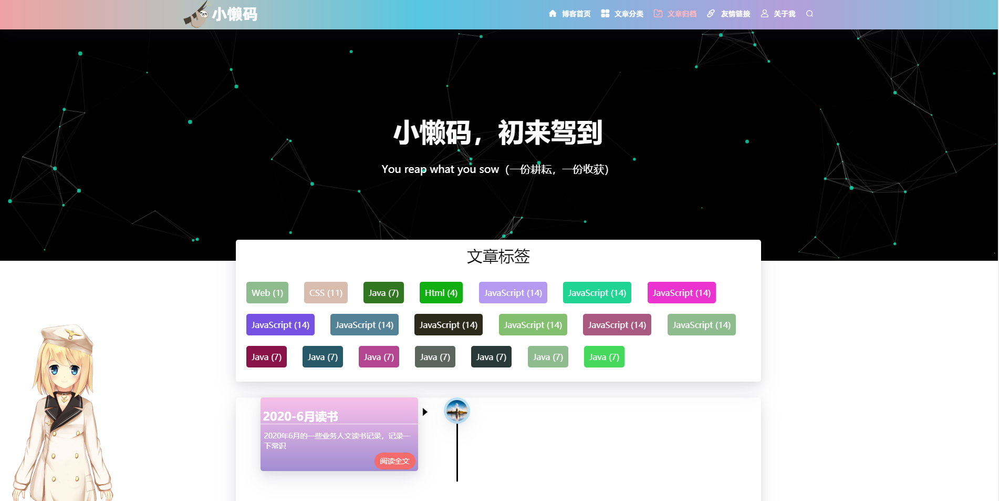 小懒码
博客首页 文章分类 文章归档 友情链接 关于我
小懒码，初来驾到
You reap what you sow（一份耕耘，一份收获）
文章标签
Web (1) CSS (11) Java (7) Html (4) JavaScript (14) JavaScript (14) JavaScript (14)
JavaScript (14) JavaScript (14) JavaScript (14) JavaScript (14) JavaScript (14) JavaScript (14)
Java (7) Java (7) Java (7) Java (7) Java (7) Java (7) Java (7)
2020-6月读书
2020年6月的一些业务人文读书记录，记录一
下常识
阅读全文